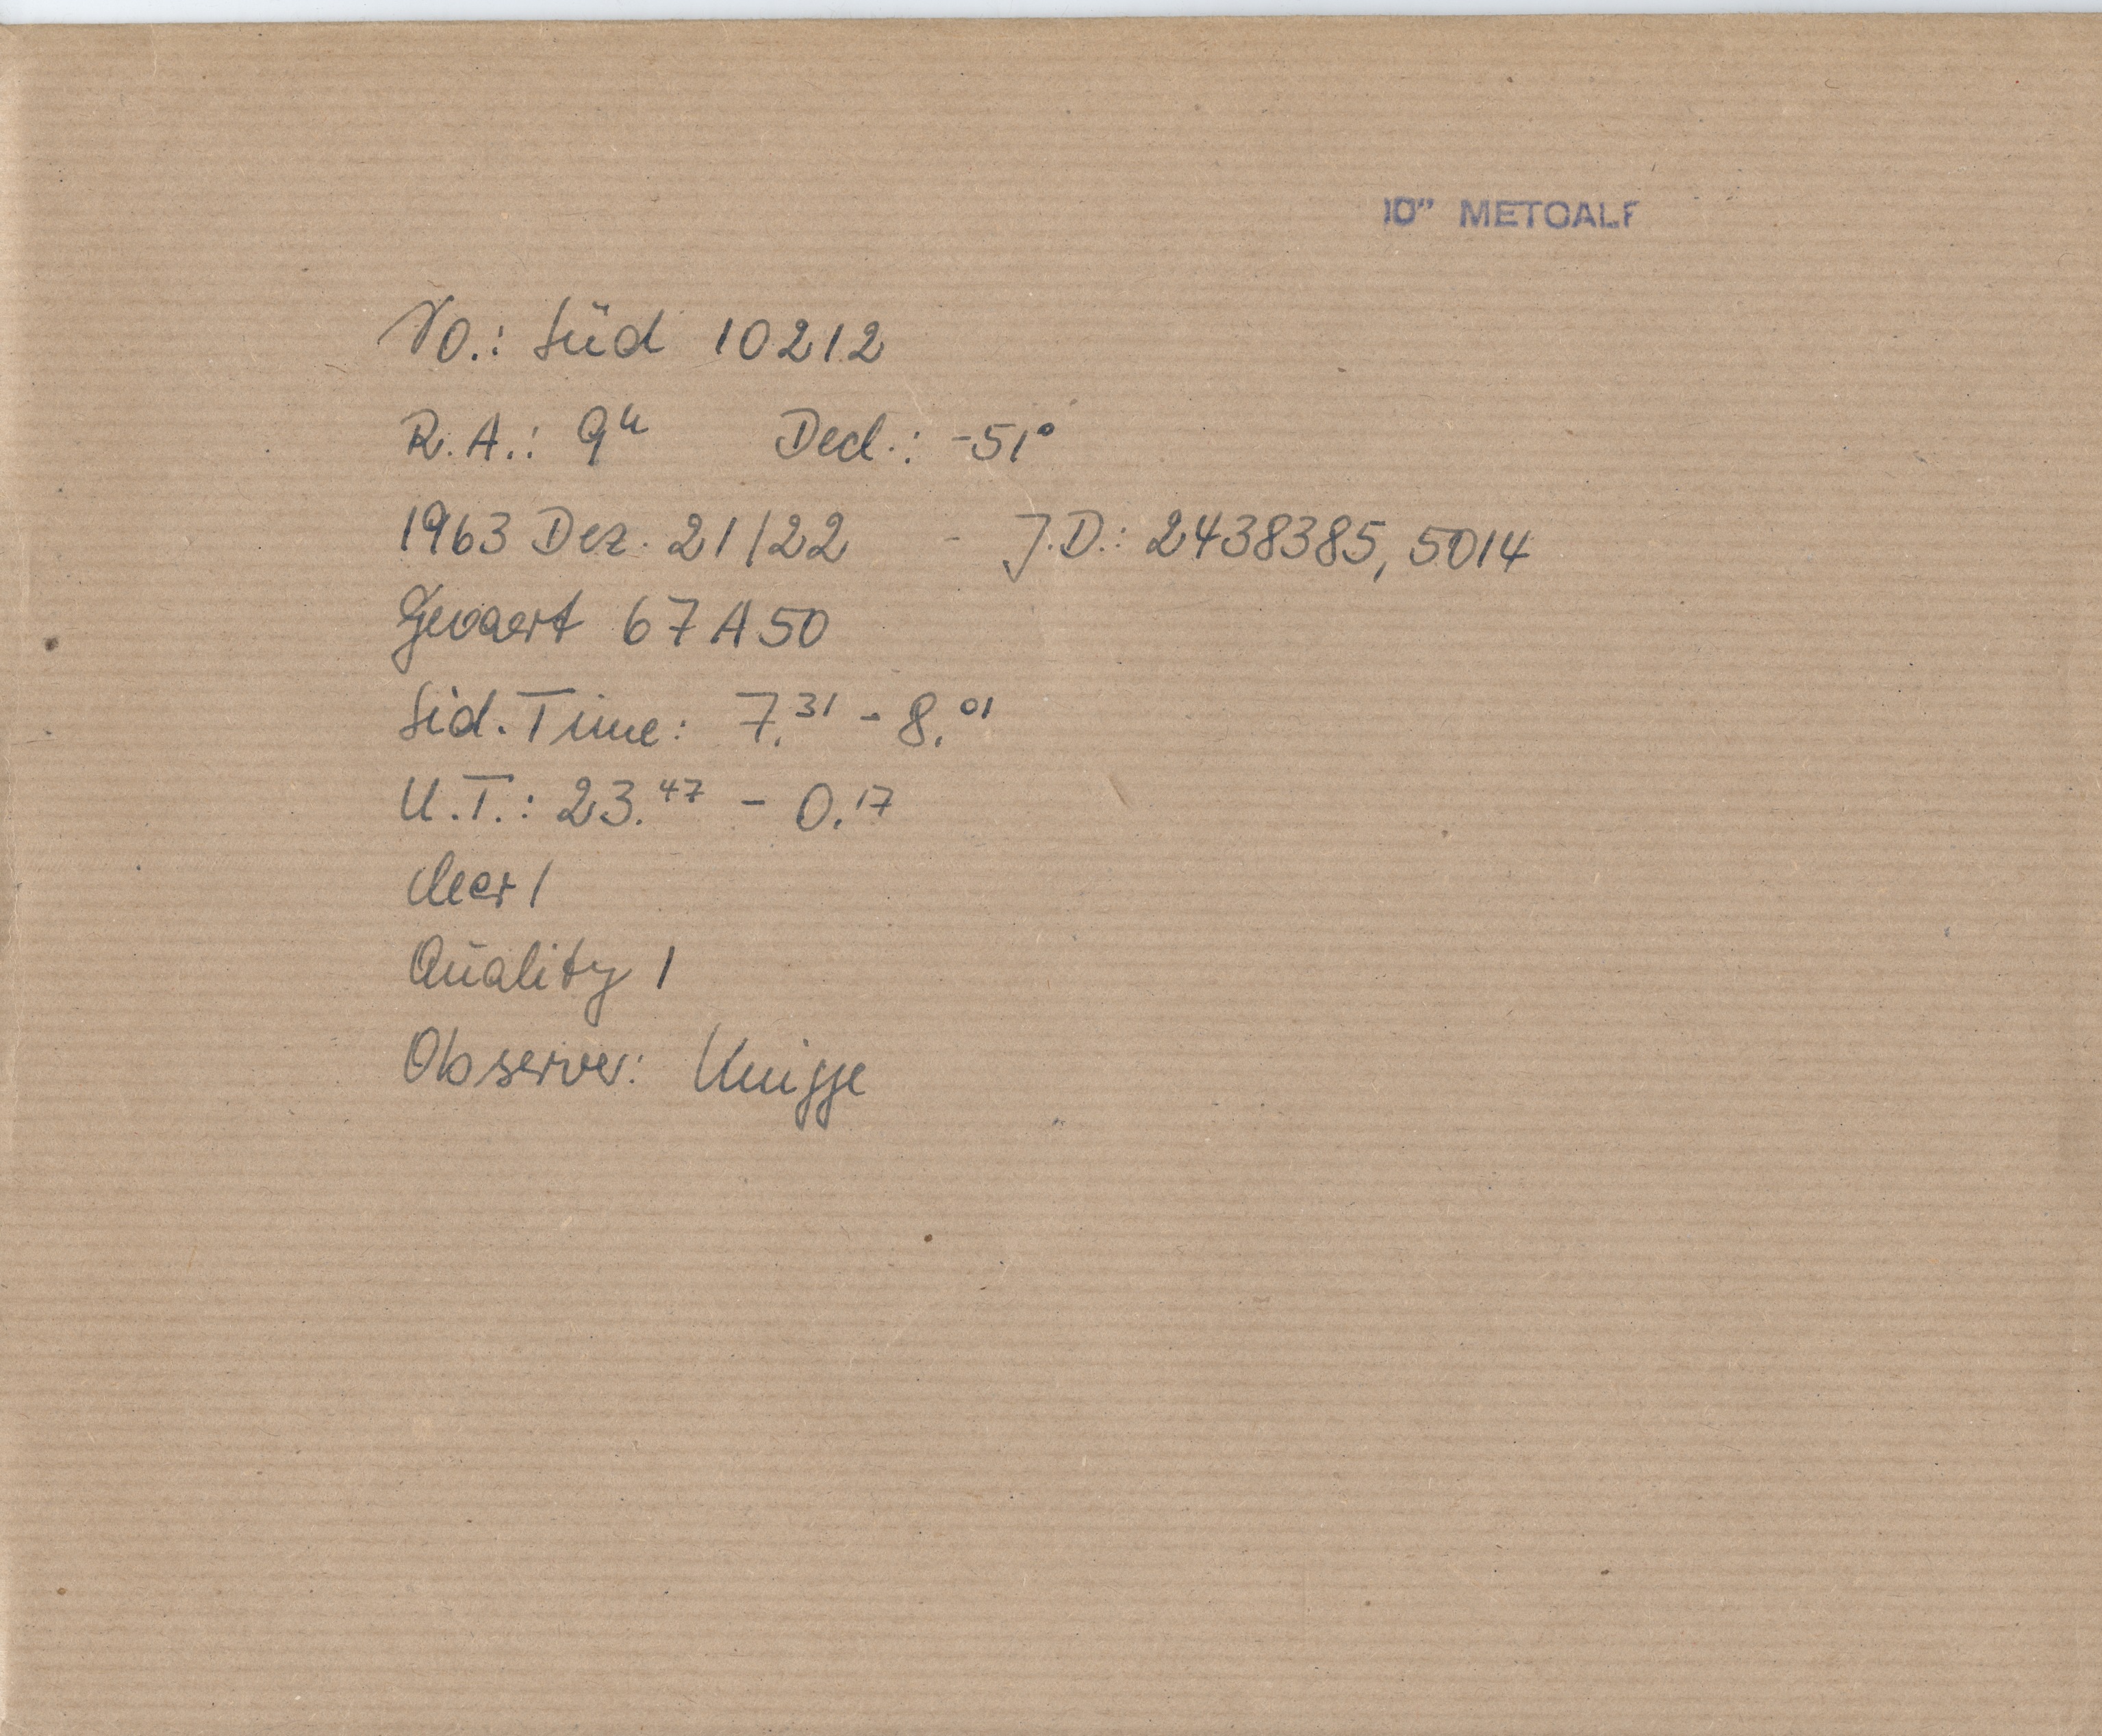 10" METCALF
No.: Süd 10212
R.A.: 9h Decl.: -51°
1963 Dez. 21/22 - J.D.: 2438385,5014
Gevaert 67A50
Sid. Time: 7.31 - 8.01
U.T.: 23.47 - 0.17
clear 1
Quality 1
Observer: Knigge